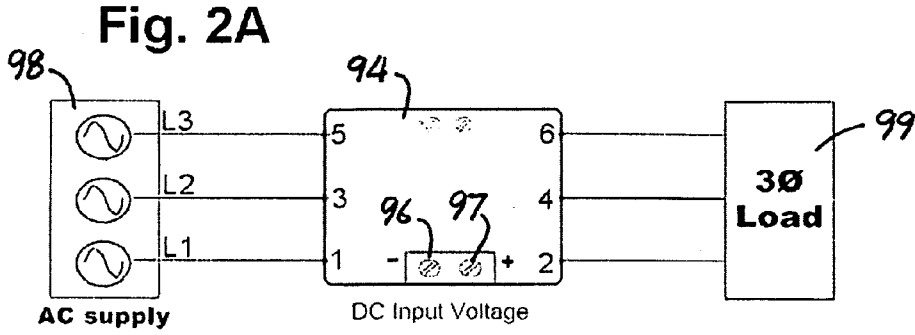 Fig. 2A
98
94
99
L3
5
6
L2
3
4
3Ø
Load
96
97
L1
1
-
+
2
AC supply
DC Input Voltage